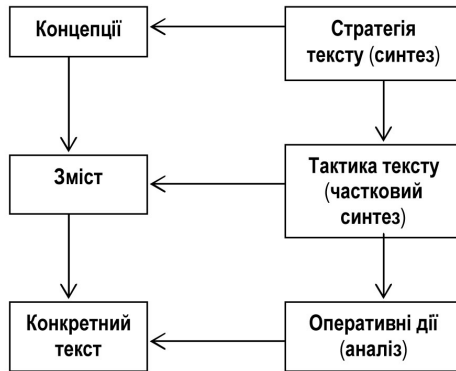 Концепції
Стратегія
тексту (синтез)
Зміст
Тактика тексту
(частковий
синтез)
Конкретний
текст
Оперативні дії
(аналіз)